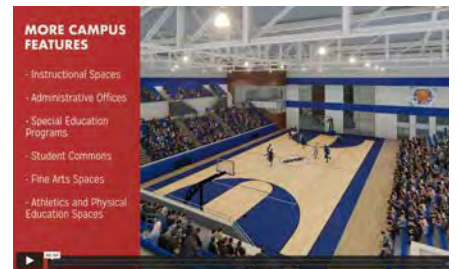 MORE CAMPUS
FEATURES
- Instructional Spaces
- Administrative Offices
- Special Education
Programs
- Student Commons
- Fine Arts Spaces
- Athletics and Physical
Education Spaces